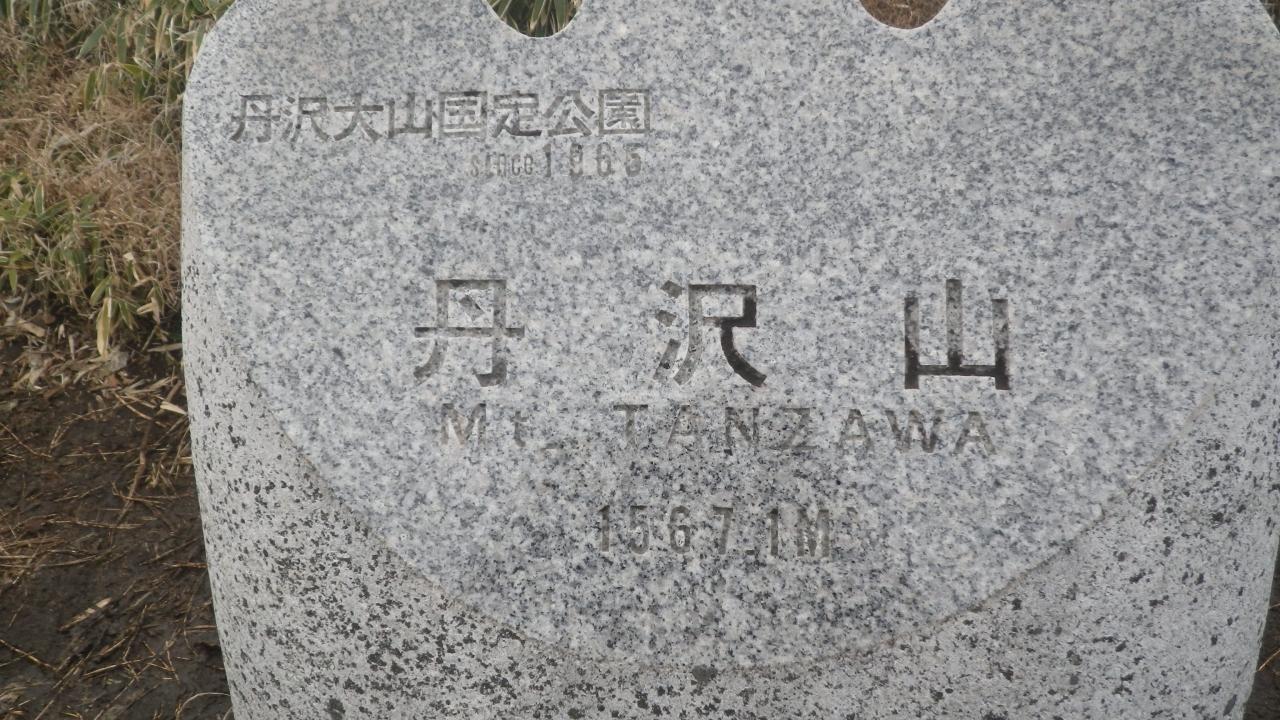 丹沢大山国定公園
since 1965
丹沢山
Mt. TANZAWA
1567.1M